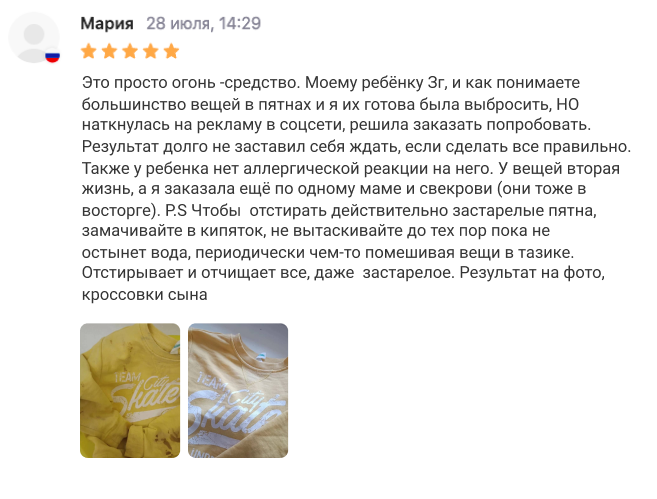 Мария 28 июля, 14:29
Это просто огонь -средство. Моему ребёнку 3г, и как понимаете
большинство вещей в пятнах и я их готова была выбросить, НО
наткнулась на рекламу в соцсети, решила заказать попробовать.
Результат долго не заставил себя ждать, если сделать все правильно.
Также у ребенка нет аллергической реакции на него. У вещей вторая
жизнь, а я заказала ещё по одному маме и свекрови (они тоже в
восторге). P.S Чтобы  отстирать действительно застарелые пятна,
замачивайте в кипяток, не вытаскивайте до тех пор пока не
остынет вода, периодически чем-то помешивая вещи в тазике.
Отстирывает и отчищает все, даже  застарелое. Результат на фото,
кроссовки сына
TEAM City
Skate
TEAM
City
Skate